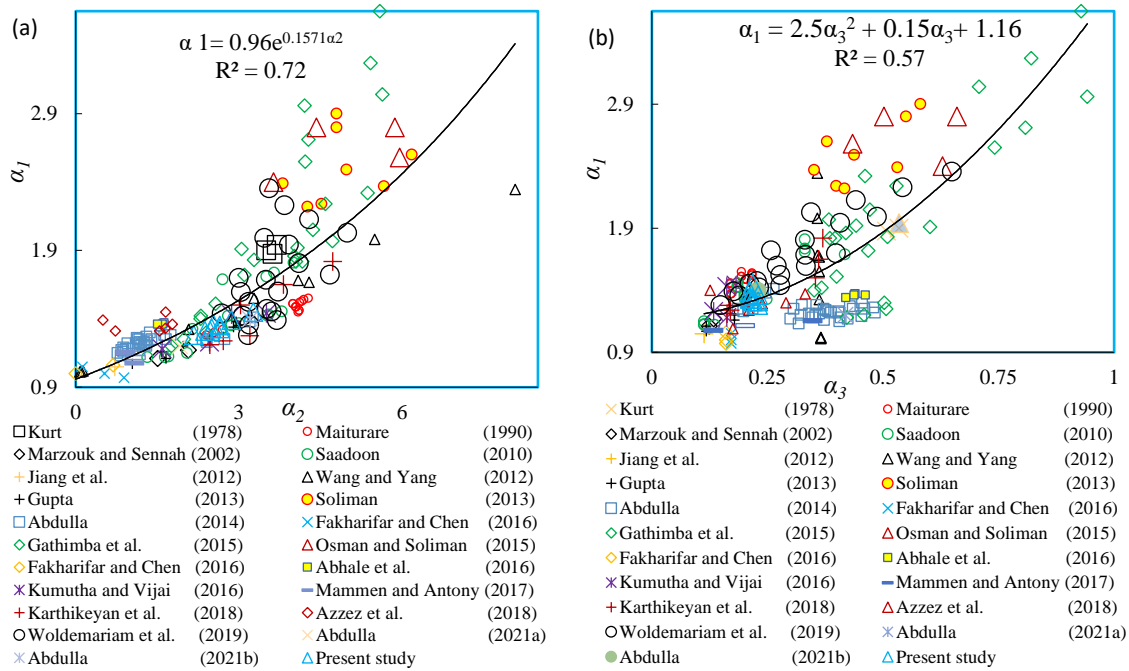 (a)
α 1= 0.96e^0.1571α2
R² = 0.72
2.9
α1
1.9
0.9
0
3
α2
6
Kurt (1978) Maiturare (1990)
Marzouk and Sennah (2002) Saadoon (2010)
Jiang et al. (2012) Wang and Yang (2012)
Gupta (2013) Soliman (2013)
Abdulla (2014) Fakharifar and Chen (2016)
Gathimba et al. (2015) Osman and Soliman (2015)
Fakharifar and Chen (2016) Abhale et al. (2016)
Kumutha and Vijai (2016) Mammen and Antony (2017)
Karthikeyan et al. (2018) Azzez et al. (2018)
Woldemariam et al. (2019) Abdulla (2021a)
Abdulla (2021b) Present study
(b)
α₁ = 2.5α₃² + 0.15α₃+ 1.16
R² = 0.57
2.9
α1
1.9
0.9
0
0.25
α3
0.5
0.75
1
Kurt (1978) Maiturare (1990)
Marzouk and Sennah (2002) Saadoon (2010)
Jiang et al. (2012) Wang and Yang (2012)
Gupta (2013) Soliman (2013)
Abdulla (2014) Fakharifar and Chen (2016)
Gathimba et al. (2015) Osman and Soliman (2015)
Fakharifar and Chen (2016) Abhale et al. (2016)
Kumutha and Vijai (2016) Mammen and Antony (2017)
Karthikeyan et al. (2018) Azzez et al. (2018)
Woldemariam et al. (2019) Abdulla (2021a)
Abdulla (2021b) Present study